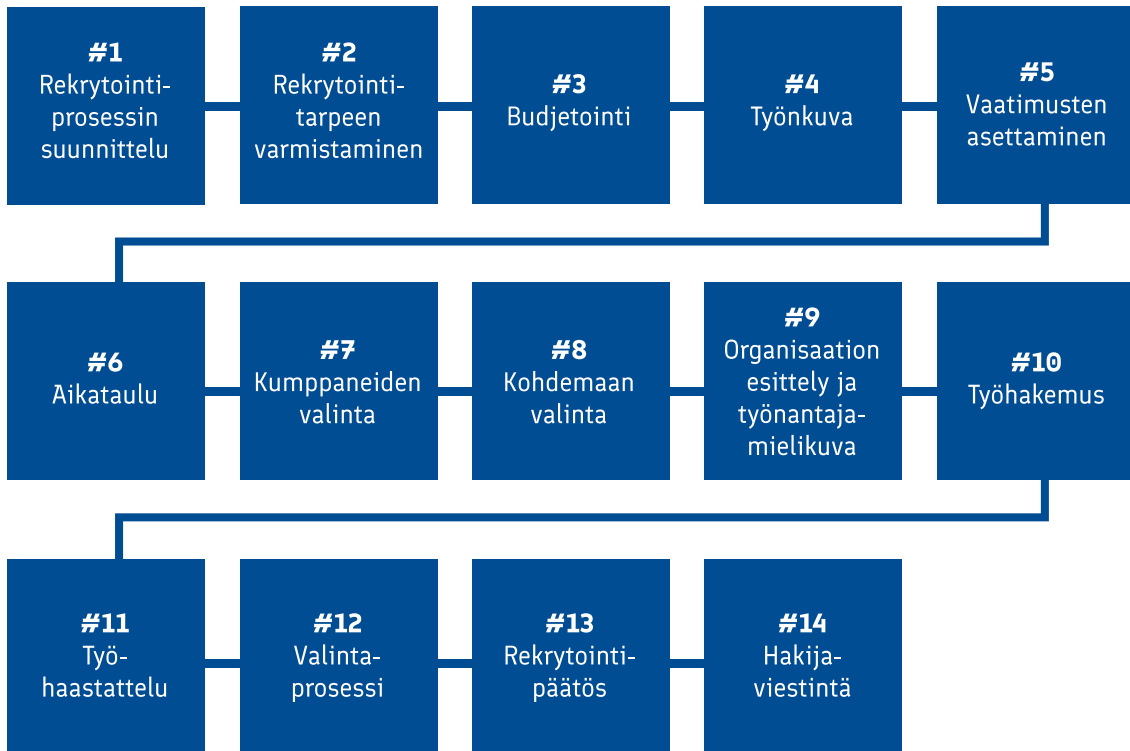 #1
Rekrytointi-
prosessin
suunnittelu
#2
Rekrytointi-
tarpeen
varmistaminen
#3
Budjetointi
#4
Työnkuva
#5
Vaatimusten
asettaminen
#6
Aikataulu
#7
Kumppaneiden
valinta
#8
Kohdemaan
valinta
#9
Organisaation
esittely ja
työnantaja-
mielikuva
#10
Työhakemus
#11
Työ-
haastattelu
#12
Valinta-
prosessi
#13
Rekrytointi-
päätös
#14
Hakija-
viestintä